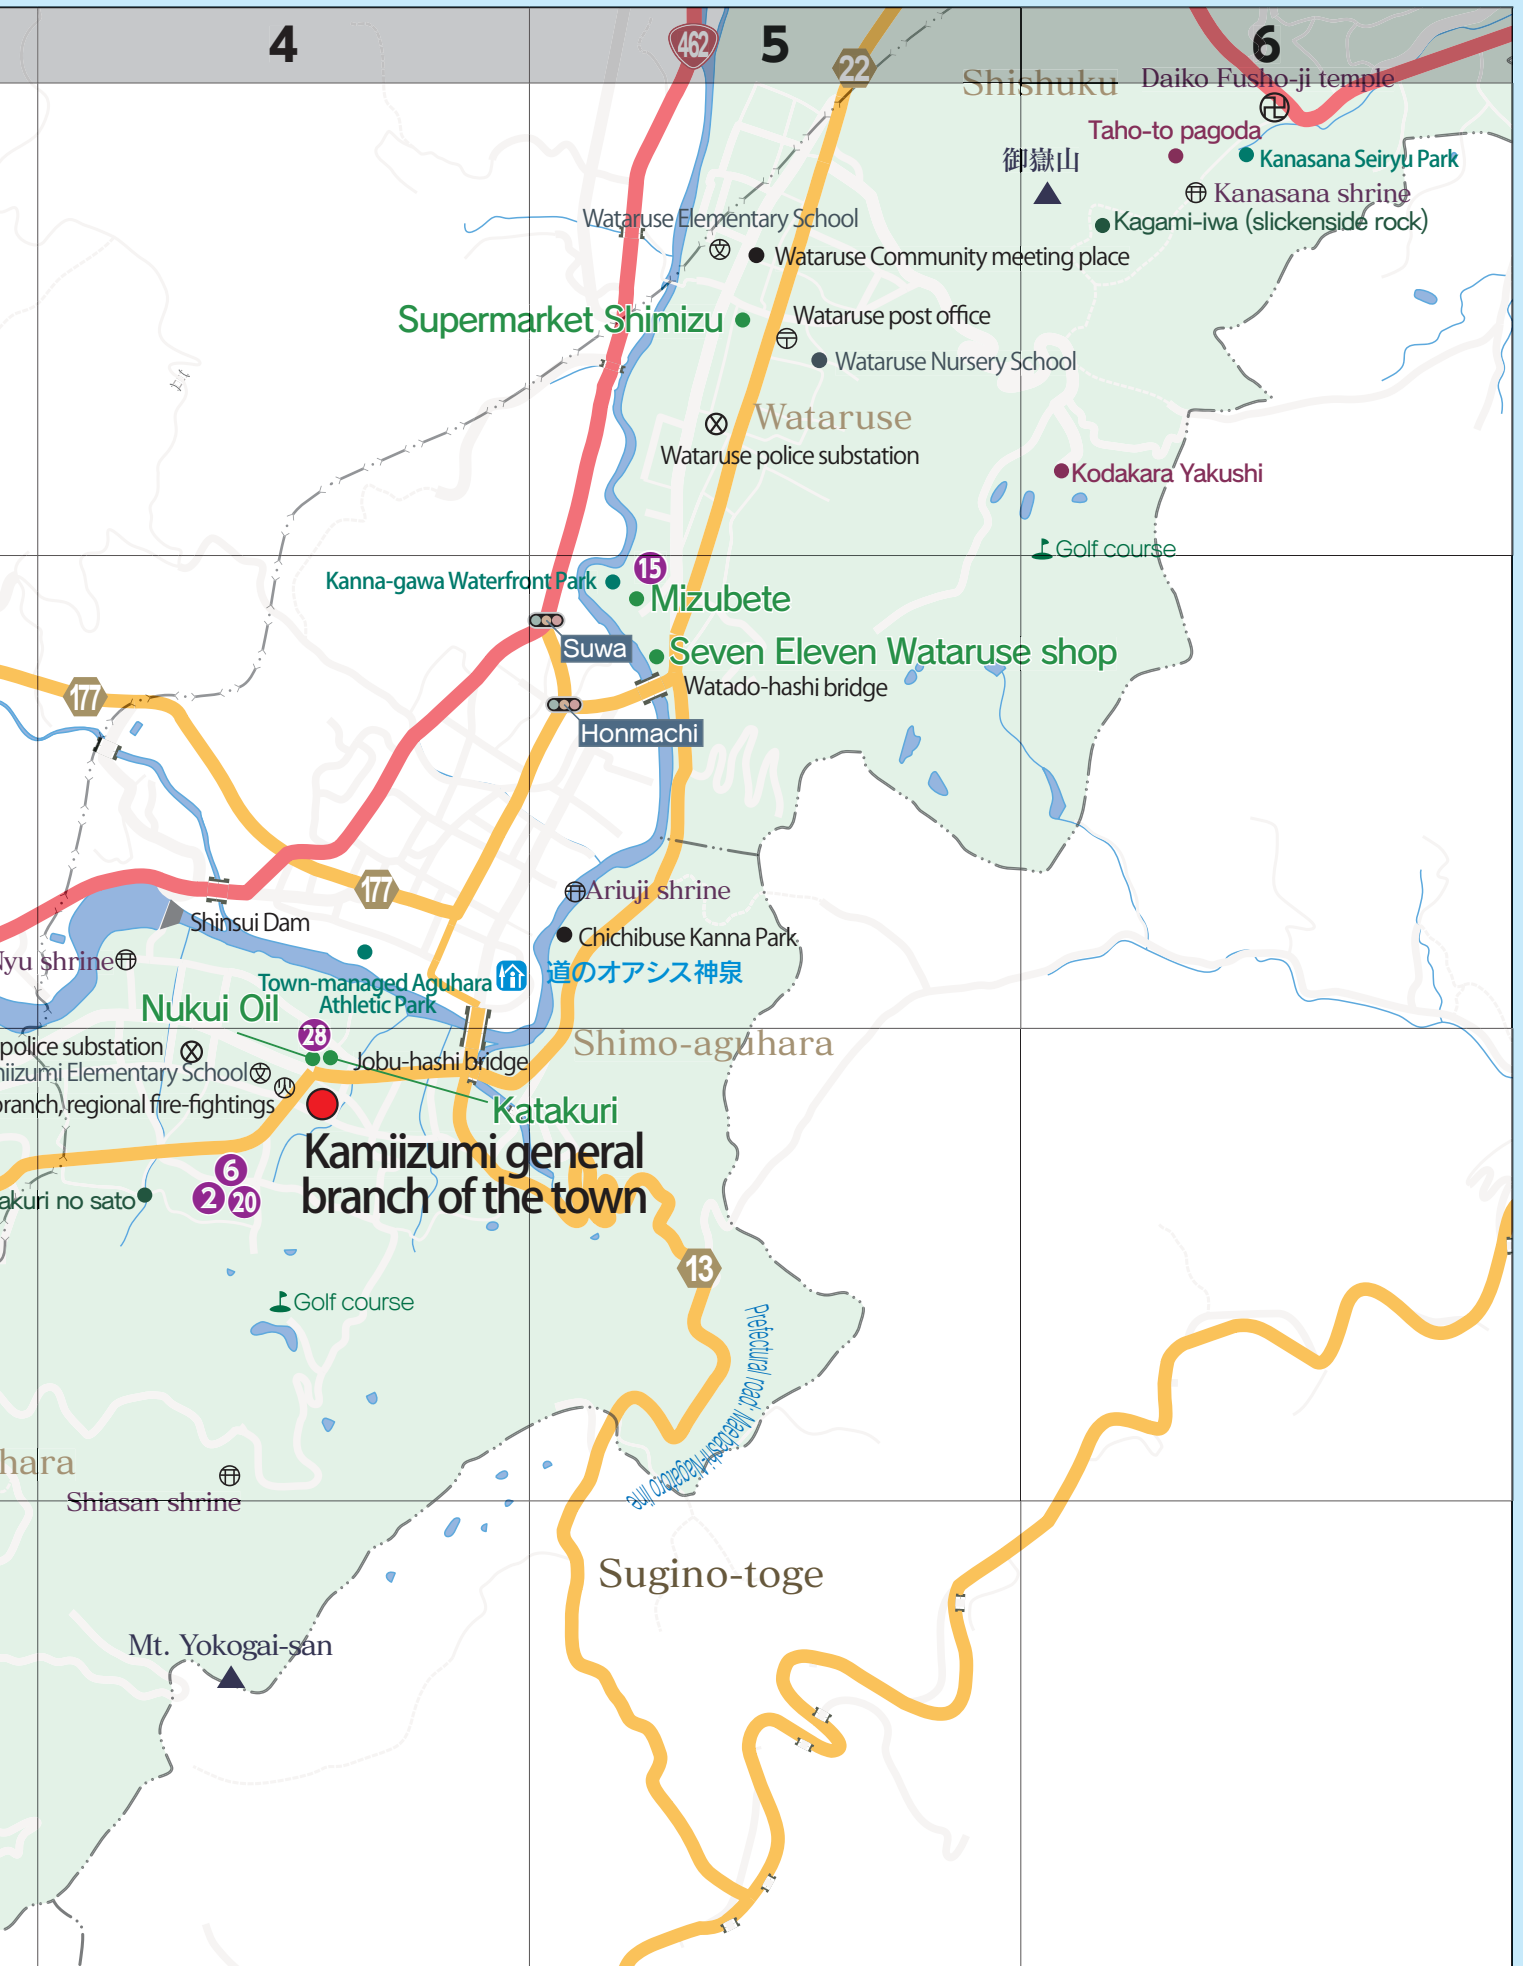 4
5
6
462
22
Shishuku
Daiko Fusho-ji temple
Taho-to pagoda
御嶽山
Kanasana Seiryu Park
Kanasana shrine
Kagami-iwa (slickenside rock)
Wataruse Elementary School
文
Wataruse Community meeting place
Supermarket Shimizu
Wataruse post office
Wataruse Nursery School
Wataruse
Wataruse police substation
Kodakara Yakushi
Golf course
15
Kanna-gawa Waterfront Park
Mizubete
Suwa
Seven Eleven Wataruse shop
Watado-hashi bridge
177
Honmachi
177
Ariuji shrine
Shinsui Dam
Chichibuse Kanna Park
yu shrine
道のオアシス神泉
Town-managed Aguhara
Athletic Park
Nukui Oil
28
Shimo-aguhara
police substation
Jobu-hashi bridge
iizumi Elementary School
文
火
ranch, regional fire-fightings
Katakuri
Kamiizumi general
branch of the town
6
2
20
akuri no sato
13
Golf course
Prefectural road: Maebashi-Nagatoro line
hara
Shiasan shrine
Sugino-toge
Mt. Yokogai-san